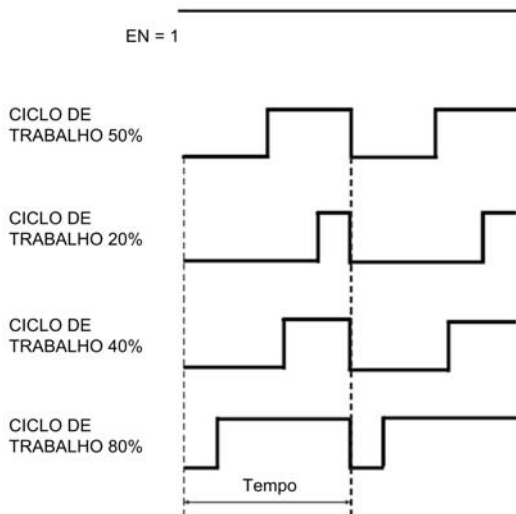 EN = 1
CICLO DE
TRABALHO 50%
CICLO DE
TRABALHO 20%
CICLO DE
TRABALHO 40%
CICLO DE
TRABALHO 80%
Tempo